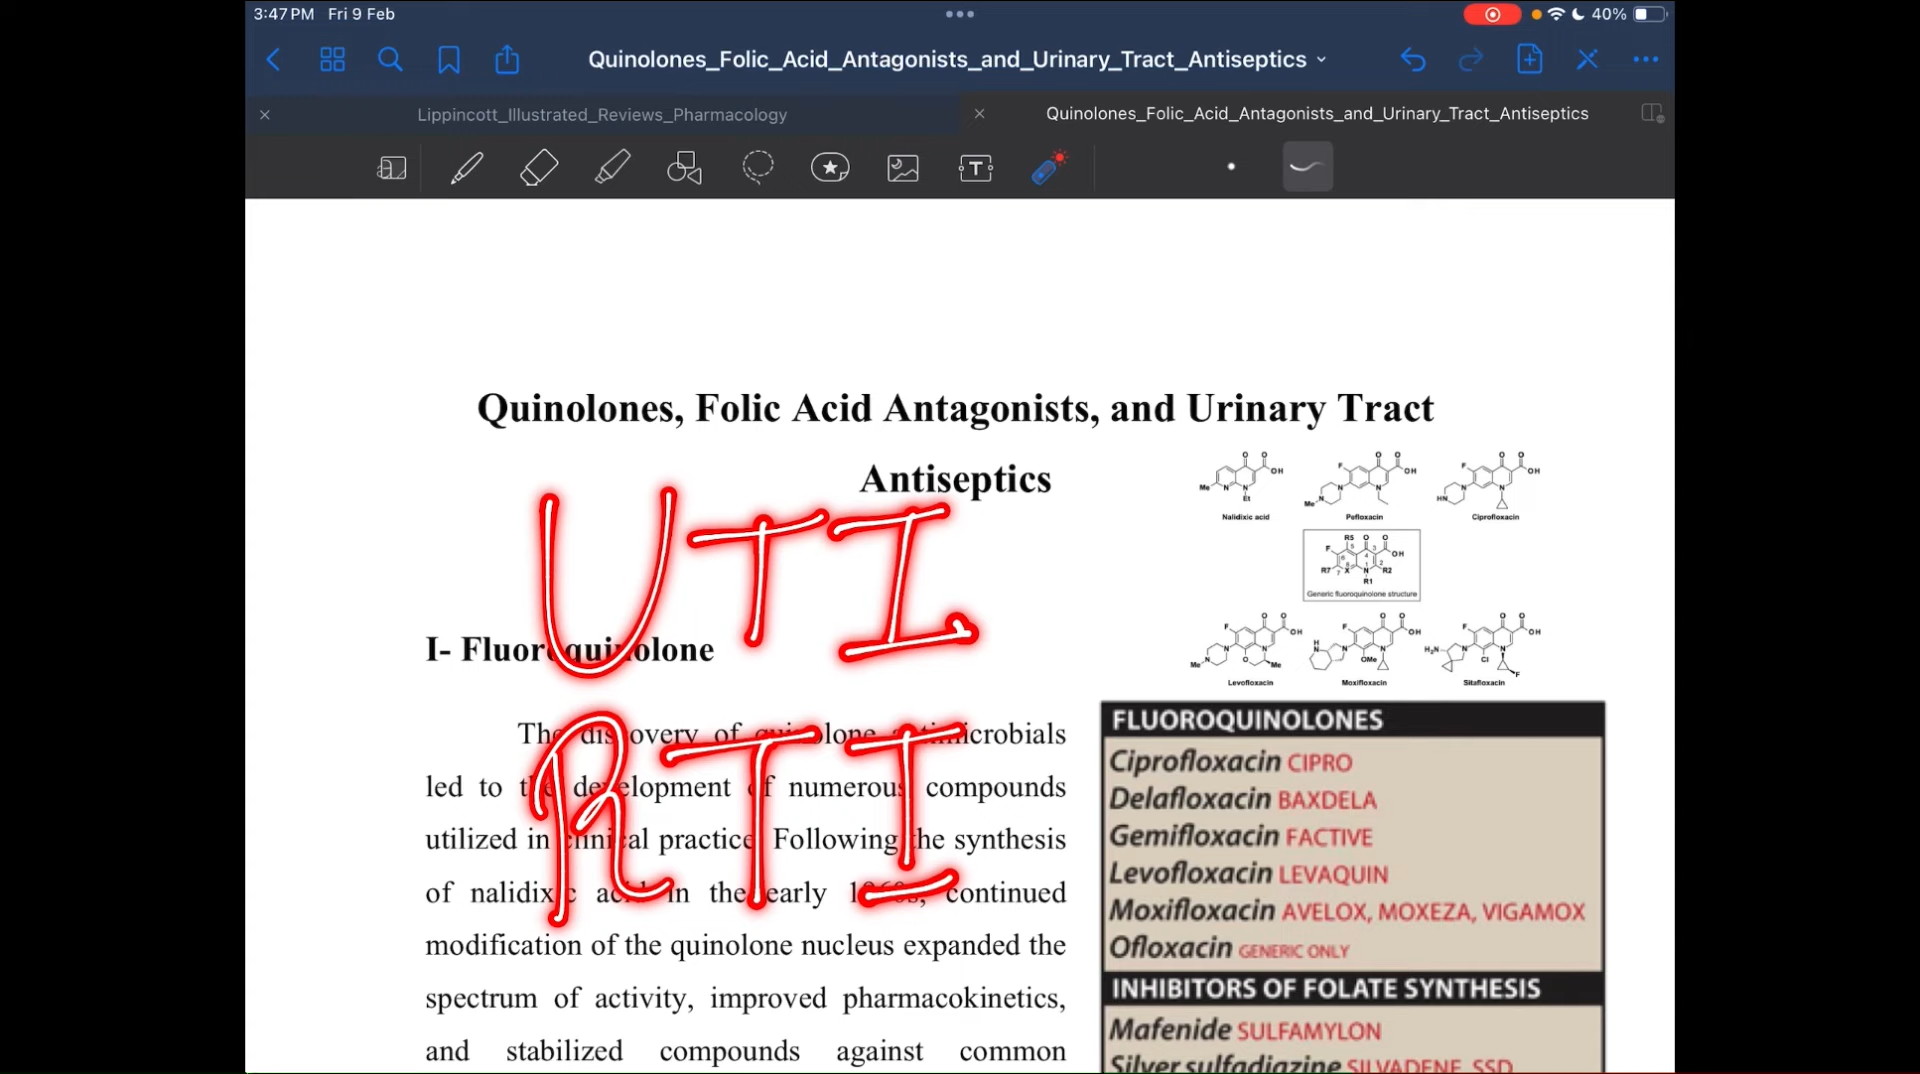 3:47 PM Fri 9 Feb
40%
Quinolones_Folic_Acid_Antagonists_and_Urinary_Tract_Antiseptics
Lippincott_Illustrated_Reviews_Pharmacology
Quinolones_Folic_Acid_Antagonists_and_Urinary_Tract_Antiseptics
Quinolones, Folic Acid Antagonists, and Urinary Tract
Antiseptics
UTI
RTI
I- Fluoroquinolone
The discovery of quinolone antimicrobials
led to the development of numerous compounds
utilized in clinical practice. Following the synthesis
of nalidixic acid in the early 1960s, continued
modification of the quinolone nucleus expanded the
spectrum of activity, improved pharmacokinetics,
and stabilized compounds against common
Nalidixic acid
Pefloxacin
Ciprofloxacin
Generic fluoroquinolone structure
Levofloxacin
Moxifloxacin
Sitafloxacin
FLUOROQUINOLONES
Ciprofloxacin CIPRO
Delafloxacin BAXDELA
Gemifloxacin FACTIVE
Levofloxacin LEVAQUIN
Moxifloxacin AVELOX, MOXEZA, VIGAMOX
Ofloxacin GENERIC ONLY
INHIBITORS OF FOLATE SYNTHESIS
Mafenide SULFAMYLON
Silver sulfadiazine SILVADENE, SSD